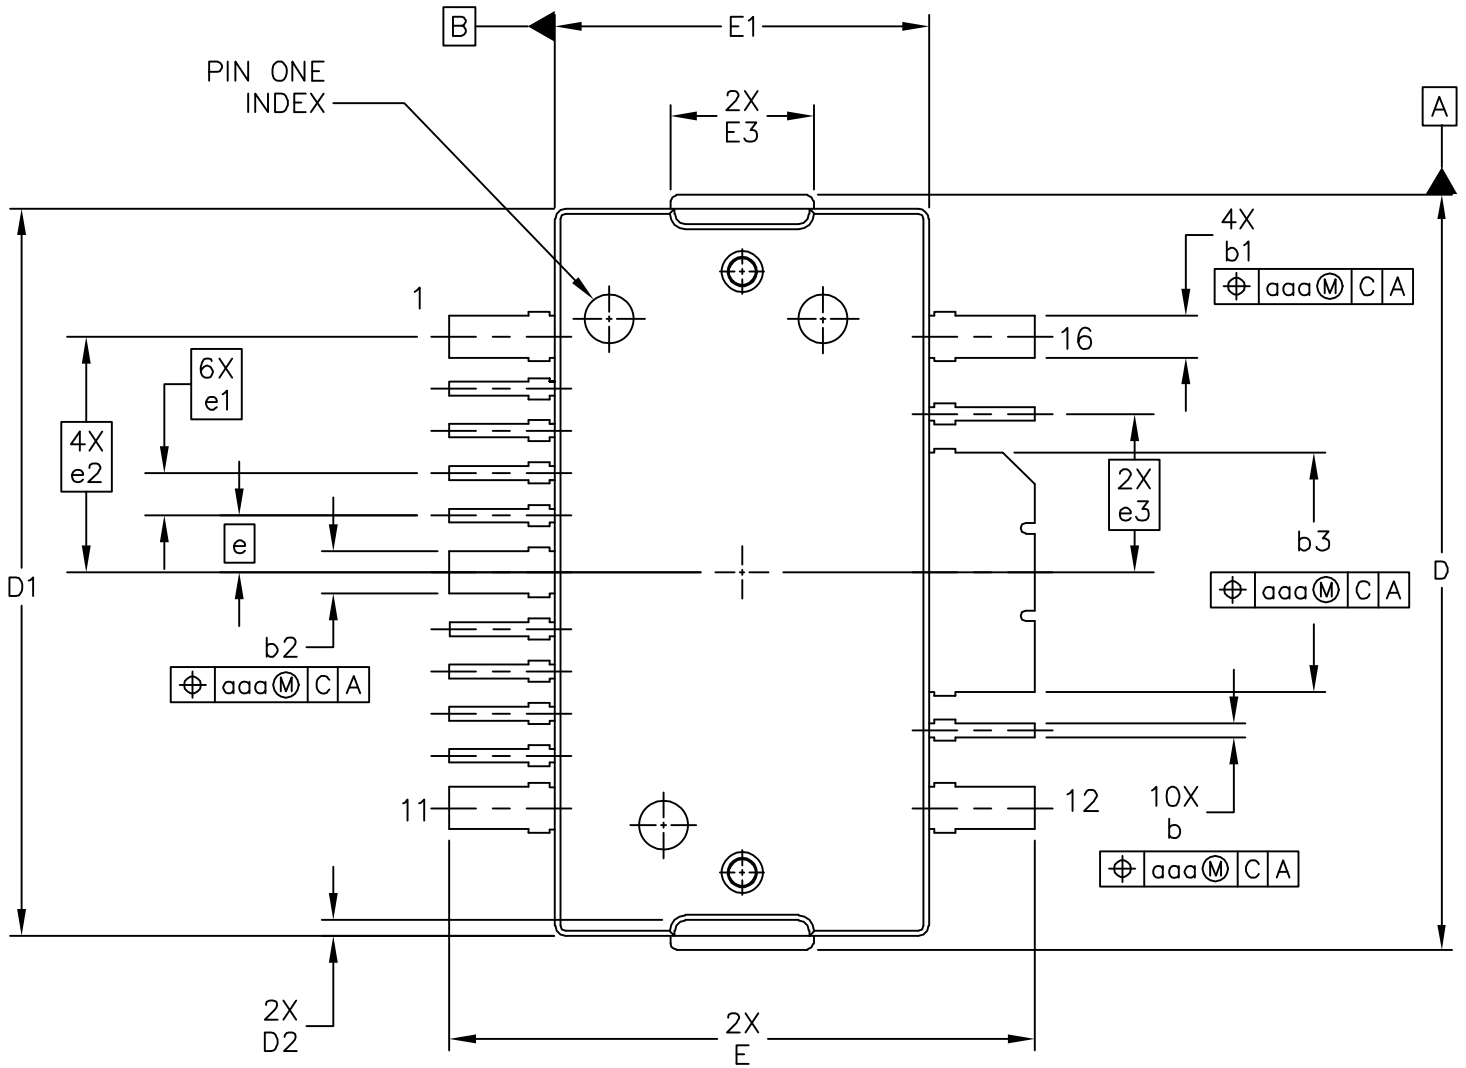 B
E1
PIN ONE
INDEX
2X
E3
A
4X
b1
⌖ aaa Ⓜ C A
1
16
6X
e1
4X
e2
2X
e3
e
b3
⌖ aaa Ⓜ C A
D
D1
b2
⌖ aaa Ⓜ C A
11
12
10X
b
⌖ aaa Ⓜ C A
2X
D2
2X
E